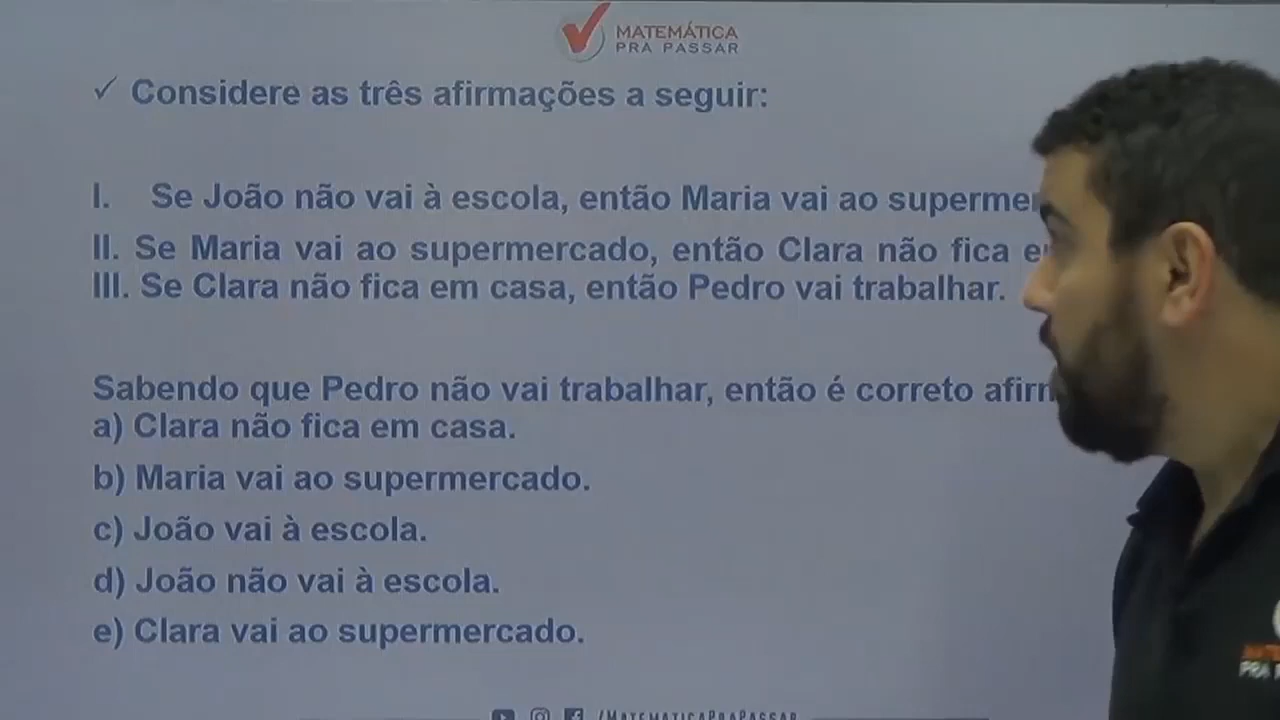 MATEMÁTICA
PRA PASSAR
✓ Considere as três afirmações a seguir:
I. Se João não vai à escola, então Maria vai ao
II. Se Maria vai ao supermercado, então Clara não fica
III. Se Clara não fica em casa, então Pedro vai trabalhar.
Sabendo que Pedro não vai trabalhar, então é correto
a) Clara não fica em casa.
b) Maria vai ao supermercado.
c) João vai à escola.
d) João não vai à escola.
e) Clara vai ao supermercado.
/MATEMATICAPRAPASSAR
PRA